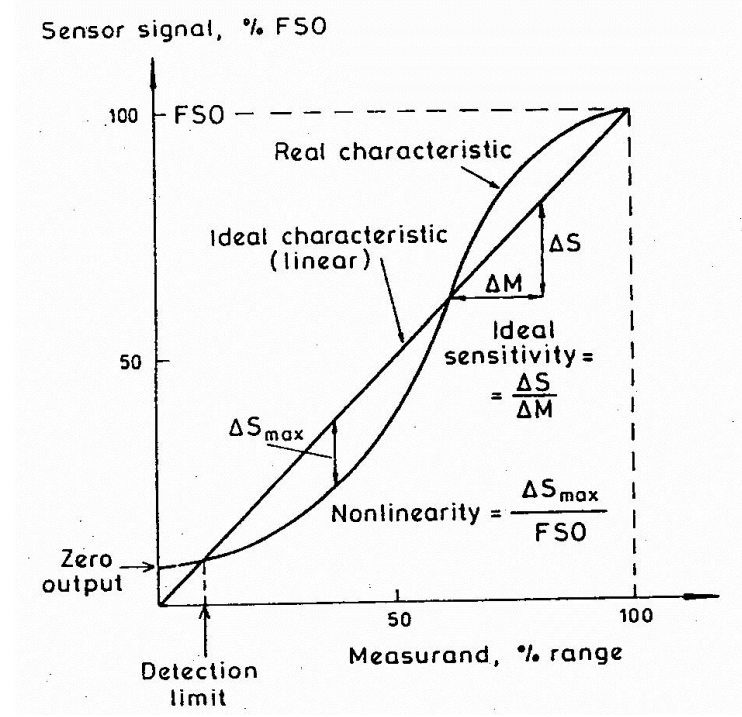 Sensor signal, % FSO
100
FSO
Real characteristic
Ideal characteristic
(linear)
ΔS
ΔM
Ideal
sensitivity =
= ΔS
ΔM
50
ΔSmax
Nonlinearity = ΔSmax
FSO
Zero
output
50
100
Measurand, % range
Detection
limit